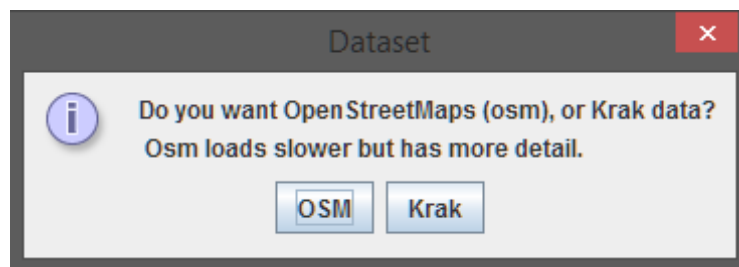 Dataset
Do you want OpenStreetMaps (osm), or Krak data?
Osm loads slower but has more detail.
OSM Krak